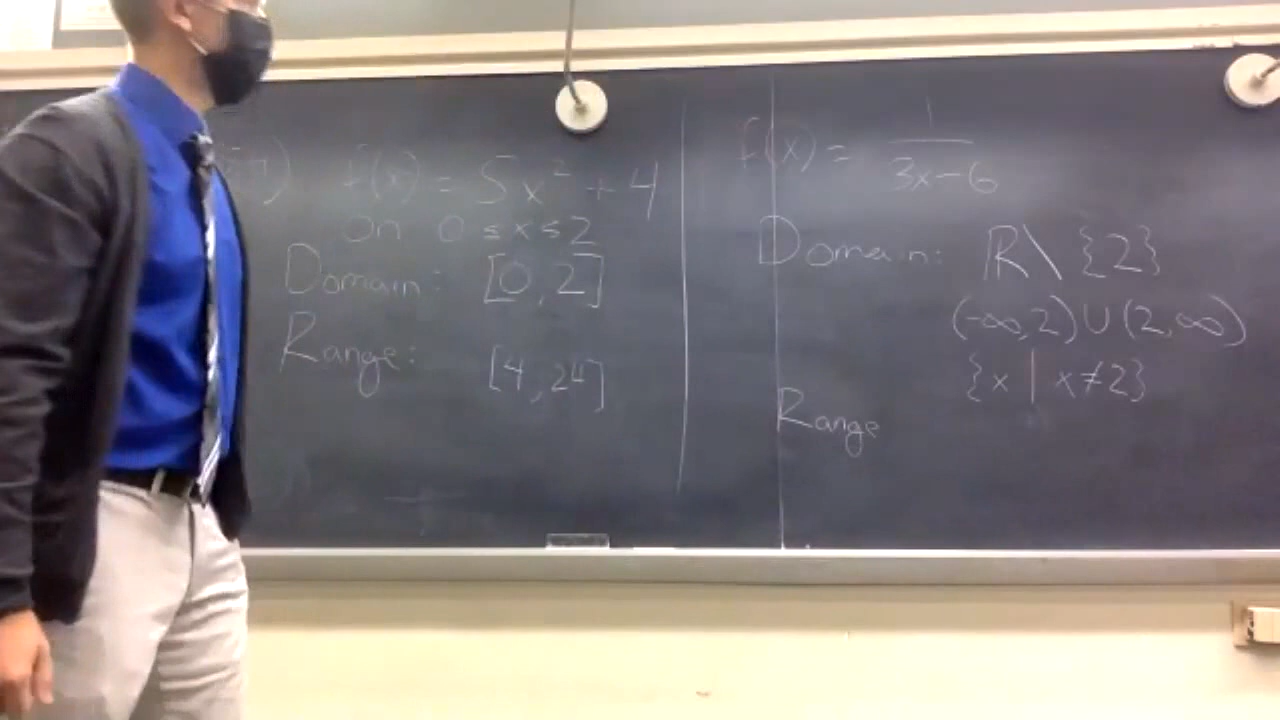 f(x) = 5x² + 4
on 0 ≤ x ≤ 2
Domain: [0, 2]
Range: [4, 24]
f(x) = 1/(3x-6)
Domain: ℝ \ {2}
(-∞, 2) ∪ (2, ∞)
{x | x ≠ 2}
Range